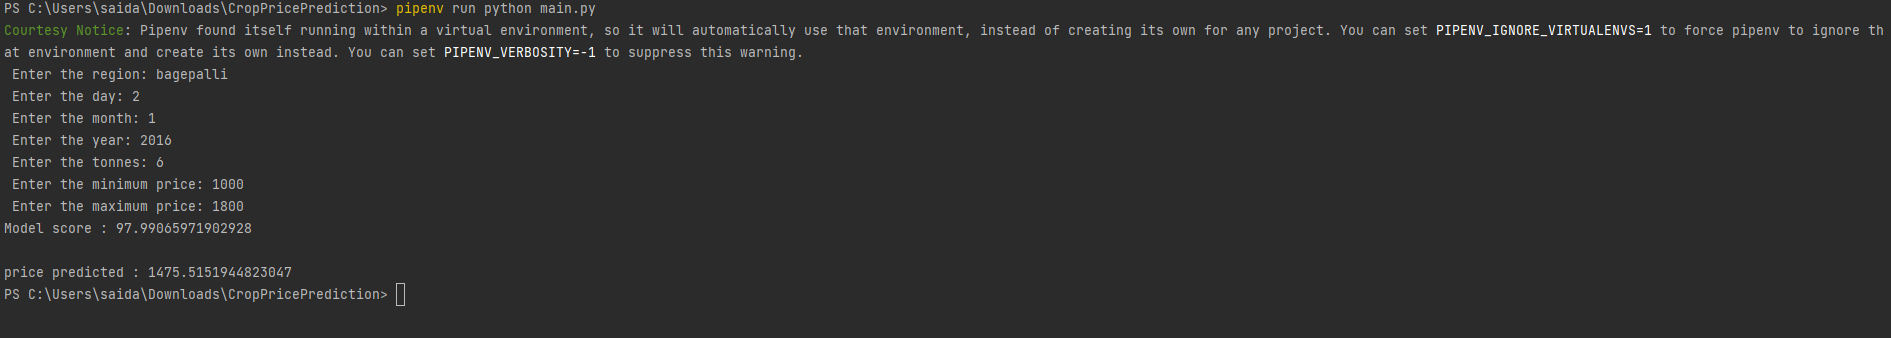 PS C:\Users\saida\Downloads\CropPricePrediction> pipenv run python main.py
Courtesy Notice: Pipenv found itself running within a virtual environment, so it will automatically use that environment, instead of creating its own for any project. You can set PIPENV_IGNORE_VIRTUALENVS=1 to force pipenv to ignore th
at environment and create its own instead. You can set PIPENV_VERBOSITY=-1 to suppress this warning.
Enter the region: bagepalli
Enter the day: 2
Enter the month: 1
Enter the year: 2016
Enter the tonnes: 6
Enter the minimum price: 1000
Enter the maximum price: 1800
Model score : 97.99065971902928
price predicted : 1475.5151944823047
PS C:\Users\saida\Downloads\CropPricePrediction>